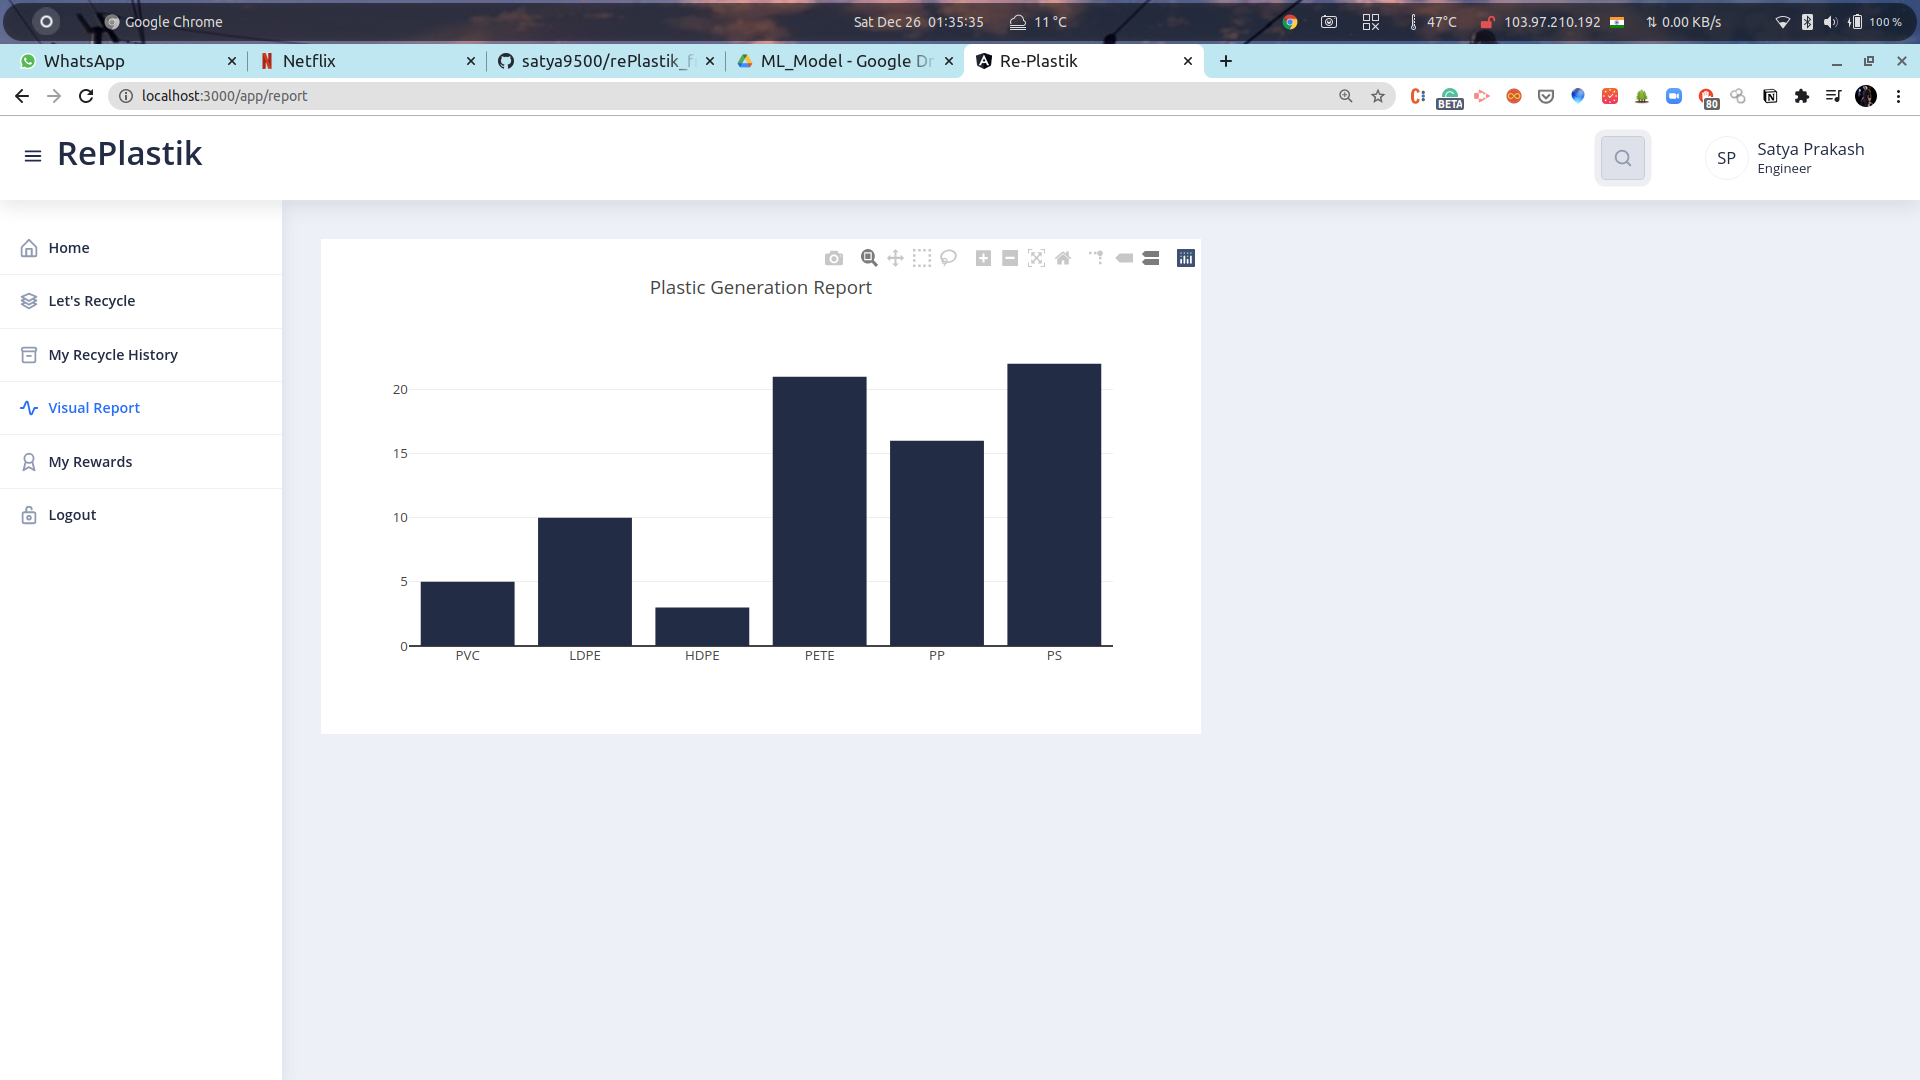 Google Chrome
Sat Dec 26 01:35:35
11 °C
47°C
103.97.210.192
0.00 KB/s
100 %
WhatsApp
Netflix
satya9500/rePlastik_f
ML_Model - Google Dr
Re-Plastik
localhost:3000/app/report
BETA
80
RePlastik
SP
Satya Prakash
Engineer
Home
Let's Recycle
My Recycle History
Visual Report
My Rewards
Logout
Plastic Generation Report
20
15
10
5
0
PVC
LDPE
HDPE
PETE
PP
PS